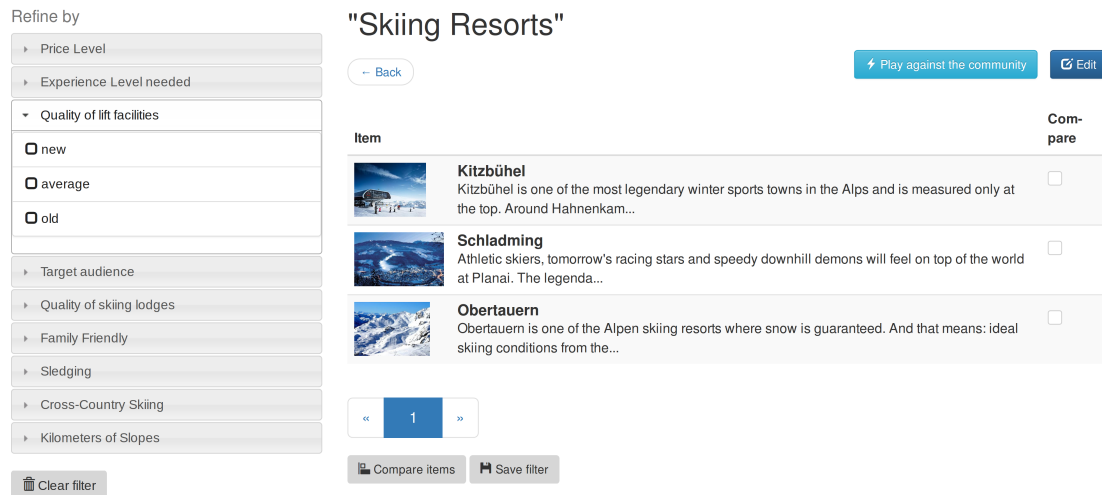 Refine by
Price Level
Experience Level needed
Quality of lift facilities
new
average
old
Target audience
Quality of skiing lodges
Family Friendly
Sledging
Cross-Country Skiing
Kilometers of Slopes
Clear filter
"Skiing Resorts"
← Back
Play against the community
Edit
Item
Com-
pare
Kitzbühel
Kitzbühel is one of the most legendary winter sports towns in the Alps and is measured only at
the top. Around Hahnenkam...
Schladming
Athletic skiers, tomorrow's racing stars and speedy downhill demons will feel on top of the world
at Planai. The legenda...
Obertauern
Obertauern is one of the Alpen skiing resorts where snow is guaranteed. And that means: ideal
skiing conditions from the...
« 1 »
Compare items
Save filter